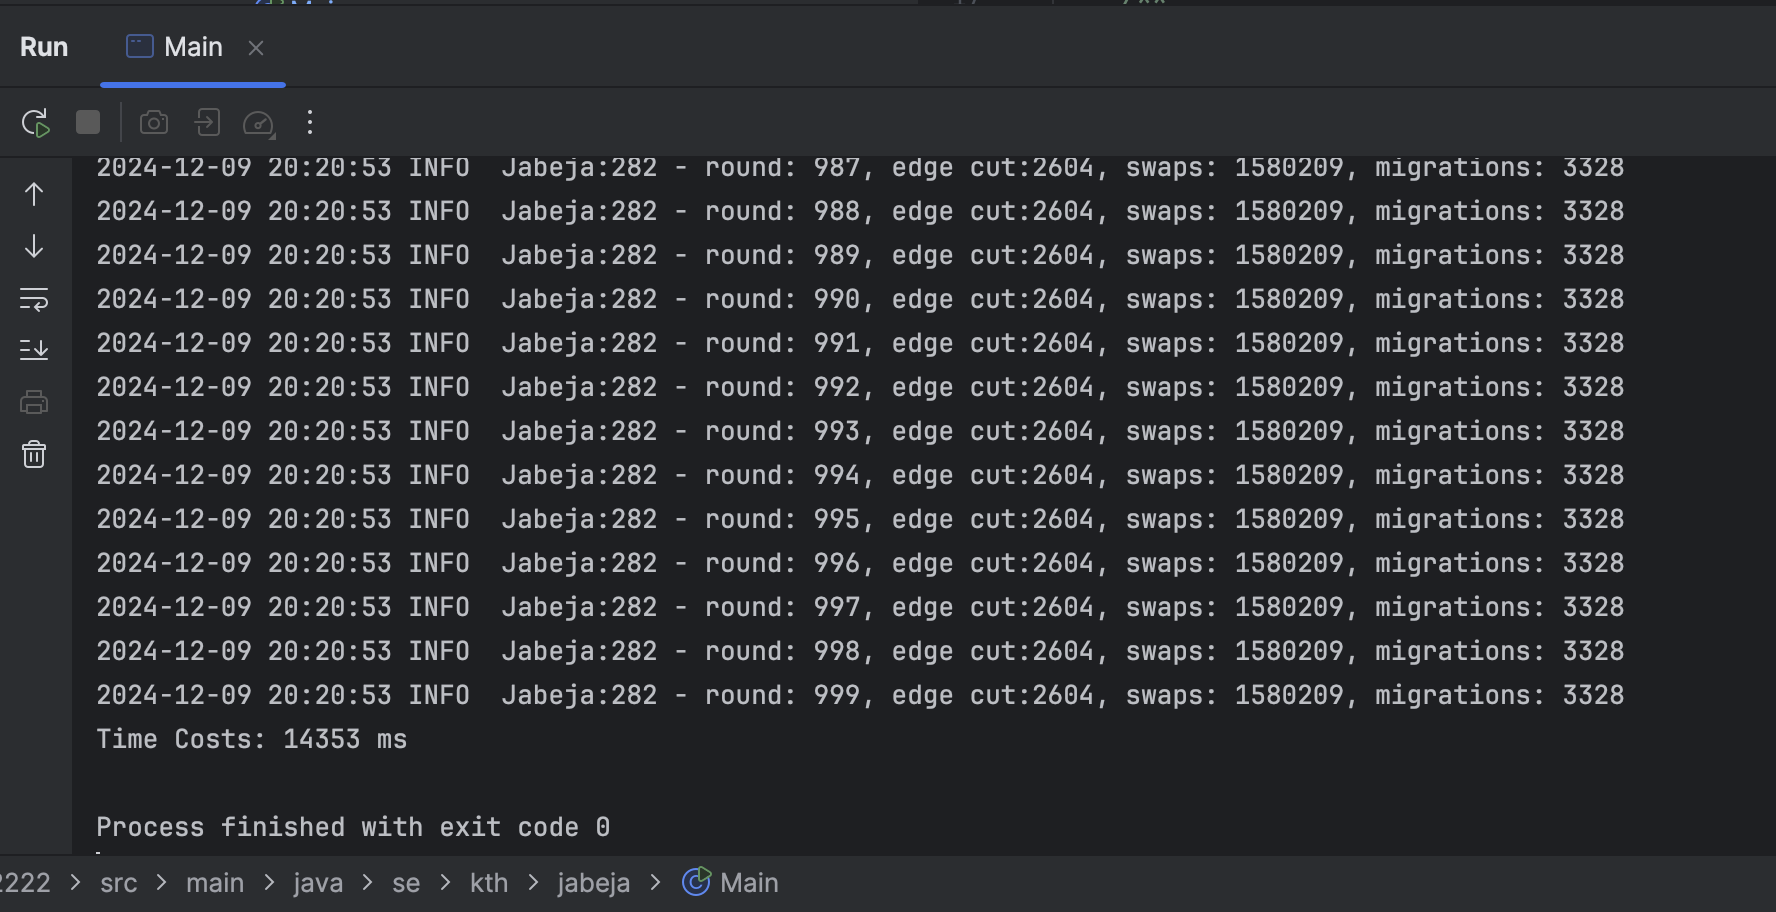 Run Main
2024-12-09 20:20:53 INFO  Jabeja:282 - round: 987, edge cut:2604, swaps: 1580209, migrations: 3328
2024-12-09 20:20:53 INFO  Jabeja:282 - round: 988, edge cut:2604, swaps: 1580209, migrations: 3328
2024-12-09 20:20:53 INFO  Jabeja:282 - round: 989, edge cut:2604, swaps: 1580209, migrations: 3328
2024-12-09 20:20:53 INFO  Jabeja:282 - round: 990, edge cut:2604, swaps: 1580209, migrations: 3328
2024-12-09 20:20:53 INFO  Jabeja:282 - round: 991, edge cut:2604, swaps: 1580209, migrations: 3328
2024-12-09 20:20:53 INFO  Jabeja:282 - round: 992, edge cut:2604, swaps: 1580209, migrations: 3328
2024-12-09 20:20:53 INFO  Jabeja:282 - round: 993, edge cut:2604, swaps: 1580209, migrations: 3328
2024-12-09 20:20:53 INFO  Jabeja:282 - round: 994, edge cut:2604, swaps: 1580209, migrations: 3328
2024-12-09 20:20:53 INFO  Jabeja:282 - round: 995, edge cut:2604, swaps: 1580209, migrations: 3328
2024-12-09 20:20:53 INFO  Jabeja:282 - round: 996, edge cut:2604, swaps: 1580209, migrations: 3328
2024-12-09 20:20:53 INFO  Jabeja:282 - round: 997, edge cut:2604, swaps: 1580209, migrations: 3328
2024-12-09 20:20:53 INFO  Jabeja:282 - round: 998, edge cut:2604, swaps: 1580209, migrations: 3328
2024-12-09 20:20:53 INFO  Jabeja:282 - round: 999, edge cut:2604, swaps: 1580209, migrations: 3328
Time Costs: 14353 ms
Process finished with exit code 0
2222 > src > main > java > se > kth > jabeja > Main